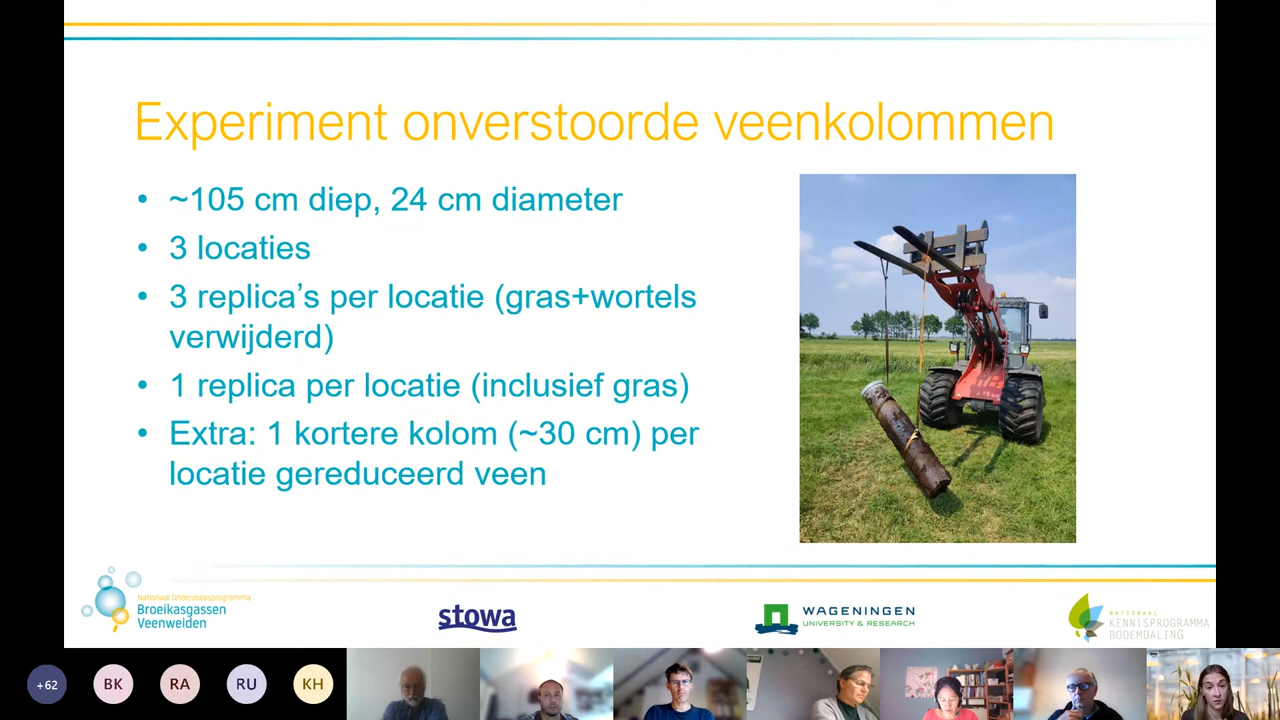 Experiment onverstoorde veenkolommen
• ~105 cm diep, 24 cm diameter
• 3 locaties
• 3 replica’s per locatie (gras+wortels
verwijderd)
• 1 replica per locatie (inclusief gras)
• Extra: 1 kortere kolom (~30 cm) per
locatie gereduceerd veen
Nationaal Onderzoeksprogramma
Broeikasgassen
Veenweiden
stowa
WAGENINGEN
UNIVERSITY & RESEARCH
NATIONAAL
KENNISPROGRAMMA
BODEMDALING
+62
BK
RA
RU
KH